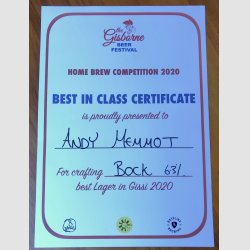 the
Gisborne
BEER
FESTIVAL
HOME BREW COMPETITION 2020
BEST IN CLASS CERTIFICATE
is proudly presented to
ANDY MEMMOT
For crafting BOCK 63/.
best Lager in Gissi 2020